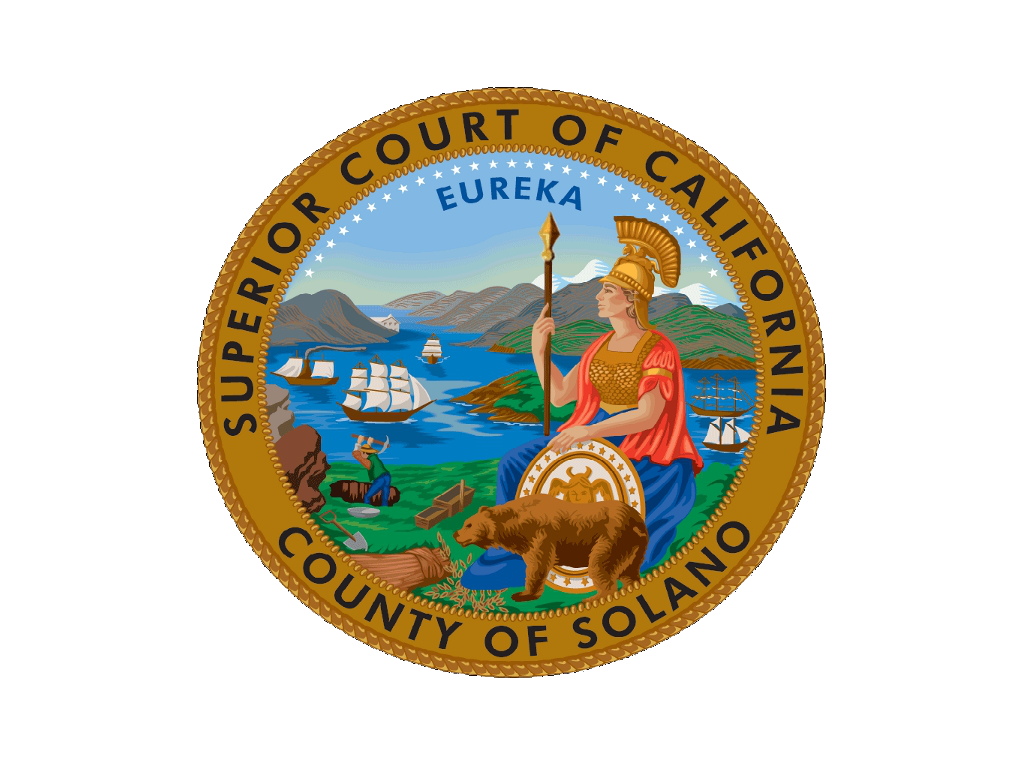 SUPERIOR COURT OF CALIFORNIA
EUREKA
COUNTY OF SOLANO